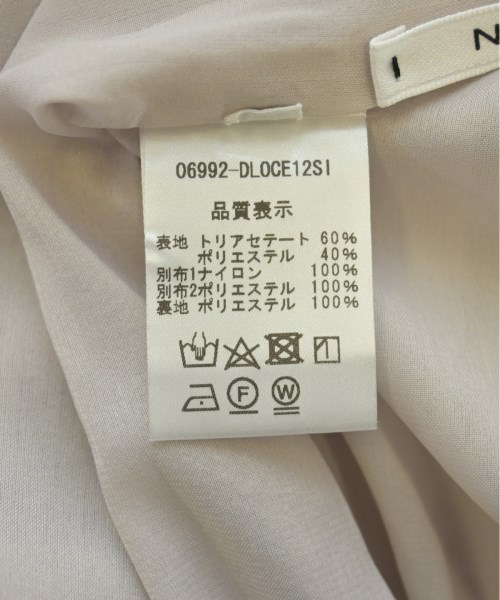 N
06992-DLOCE12SI
品質表示
表地 トリアセテート 60%
ポリエステル 40%
別布1ナイロン 100%
別布2ポリエステル 100%
裏地 ポリエステル 100%
F W